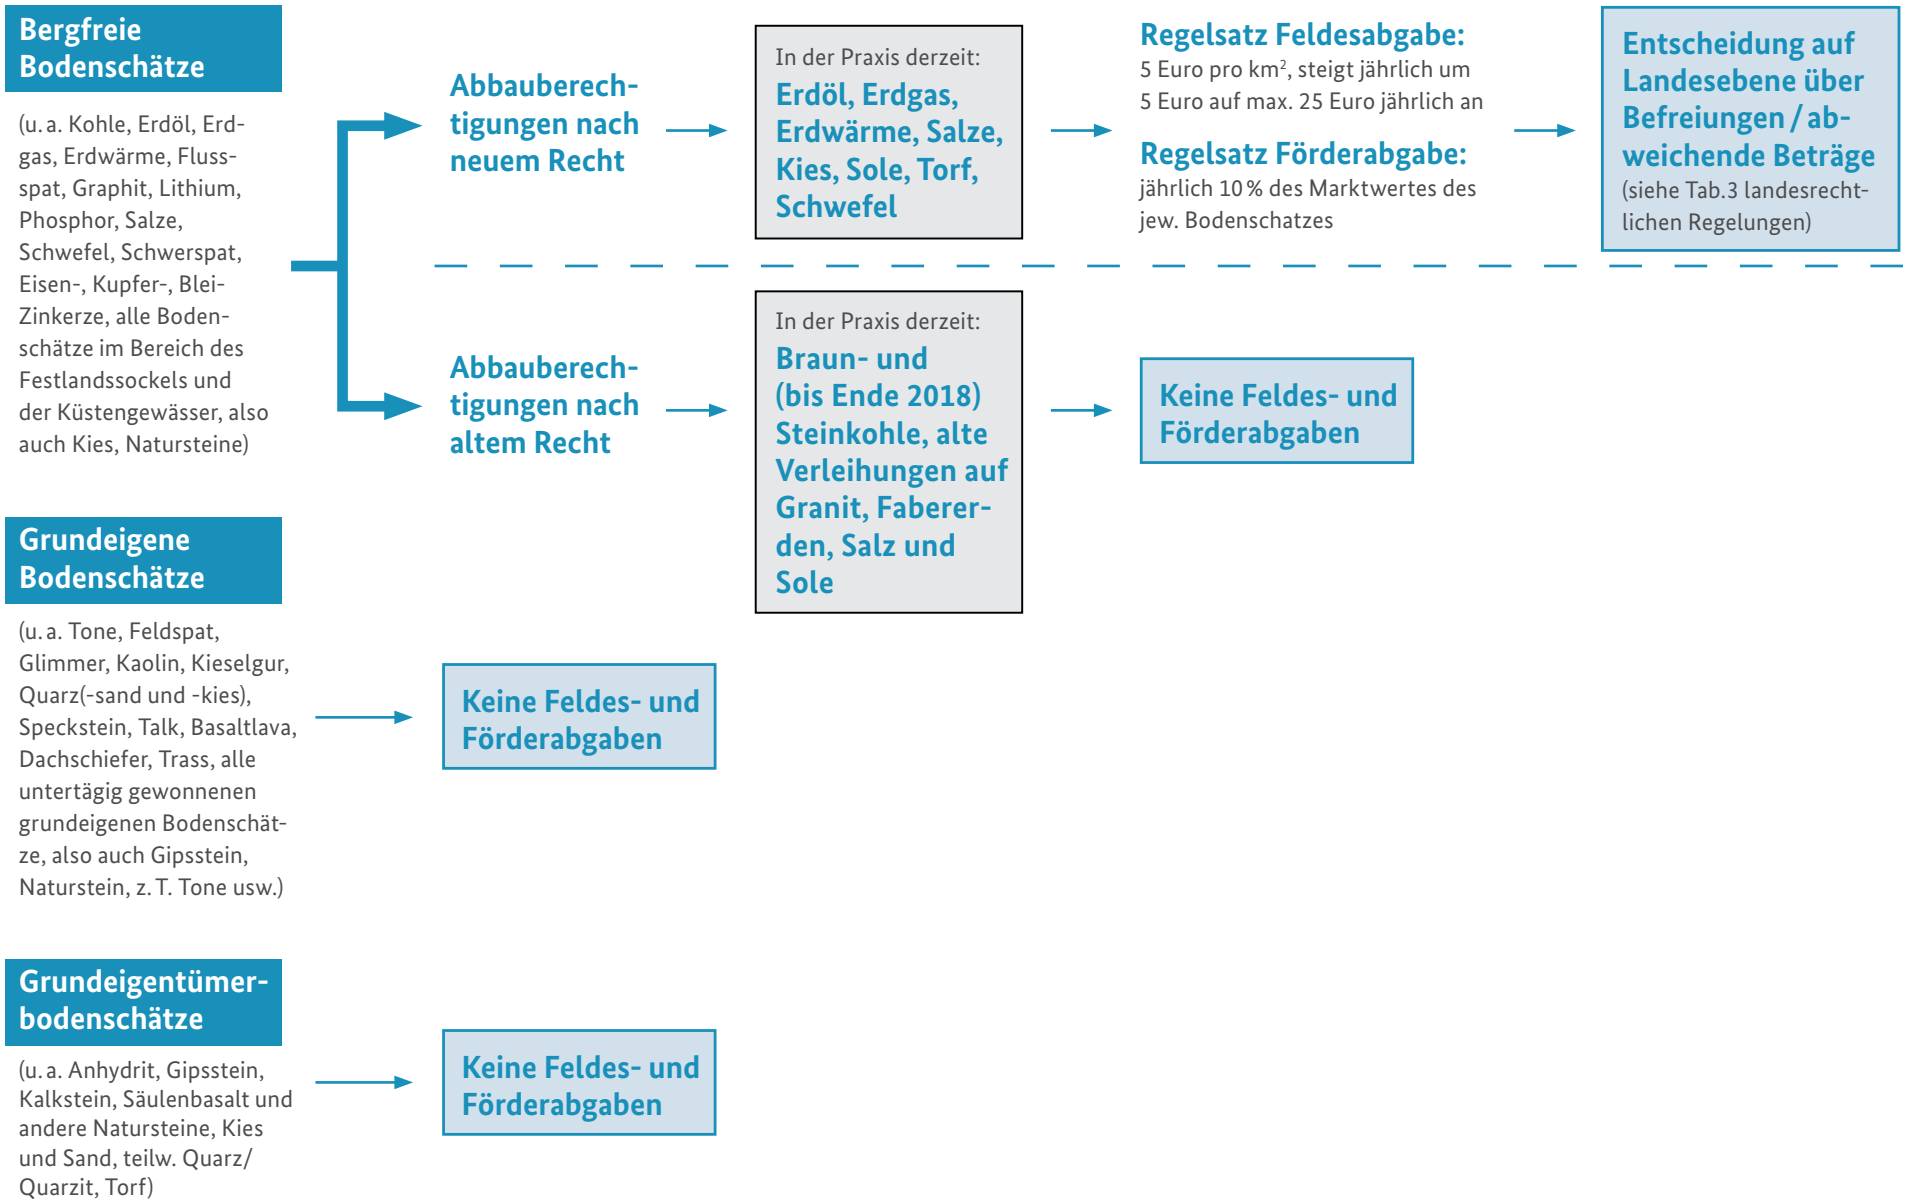 Bergfreie
Bodenschätze
(u. a. Kohle, Erdöl, Erd-
gas, Erdwärme, Fluss-
spat, Graphit, Lithium,
Phosphor, Salze,
Schwefel, Schwerspat,
Eisen-, Kupfer-, Blei-
Zinkerze, alle Boden-
schätze im Bereich des
Festlandssockels und
der Küstengewässer, also
auch Kies, Natursteine)
Abbauberech-
tigungen nach
neuem Recht
In der Praxis derzeit:
Erdöl, Erdgas,
Erdwärme, Salze,
Kies, Sole, Torf,
Schwefel
Regelsatz Feldesabgabe:
5 Euro pro km², steigt jährlich um
5 Euro auf max. 25 Euro jährlich an
Regelsatz Förderabgabe:
jährlich 10 % des Marktwertes des
jew. Bodenschatzes
Entscheidung auf
Landesebene über
Befreiungen / ab-
weichende Beträge
(siehe Tab.3 landesrecht-
lichen Regelungen)
Abbauberech-
tigungen nach
altem Recht
In der Praxis derzeit:
Braun- und
(bis Ende 2018)
Steinkohle, alte
Verleihungen auf
Granit, Faberer-
den, Salz und
Sole
Keine Feldes- und
Förderabgaben
Grundeigene
Bodenschätze
(u. a. Tone, Feldspat,
Glimmer, Kaolin, Kieselgur,
Quarz(-sand und -kies),
Speckstein, Talk, Basaltlava,
Dachschiefer, Trass, alle
untertägig gewonnenen
grundeigenen Bodenschät-
ze, also auch Gipsstein,
Naturstein, z. T. Tone usw.)
Keine Feldes- und
Förderabgaben
Grundeigentümer-
bodenschätze
(u. a. Anhydrit, Gipsstein,
Kalkstein, Säulenbasalt und
andere Natursteine, Kies
und Sand, teilw. Quarz/
Quarzit, Torf)
Keine Feldes- und
Förderabgaben